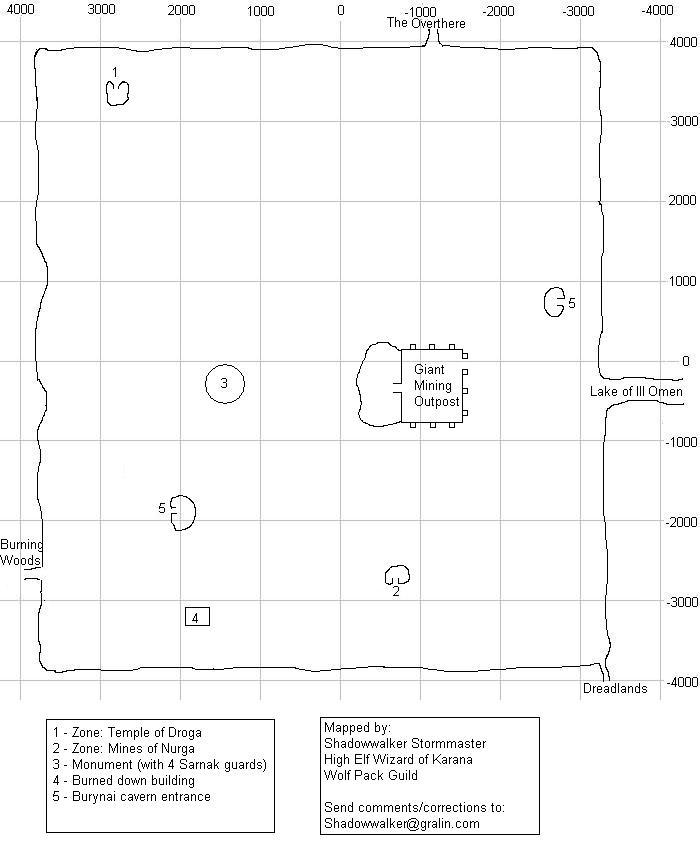 4000 3000 2000 1000 0 -1000 -2000 -3000 -4000
The Overthere
4000
1
3000
2000
1000
5
0
Giant
Mining
Outpost
3
Lake of Ill Omen
-1000
5
-2000
Burning
Woods
2
-3000
4
Dreadlands
-4000
1 - Zone: Temple of Droga
2 - Zone: Mines of Nurga
3 - Monument (with 4 Sarnak guards)
4 - Burned down building
5 - Burynai cavern entrance
Mapped by:
Shadowwalker Stormmaster
High Elf Wizard of Karana
Wolf Pack Guild
Send comments/corrections to:
Shadowwalker@gralin.com